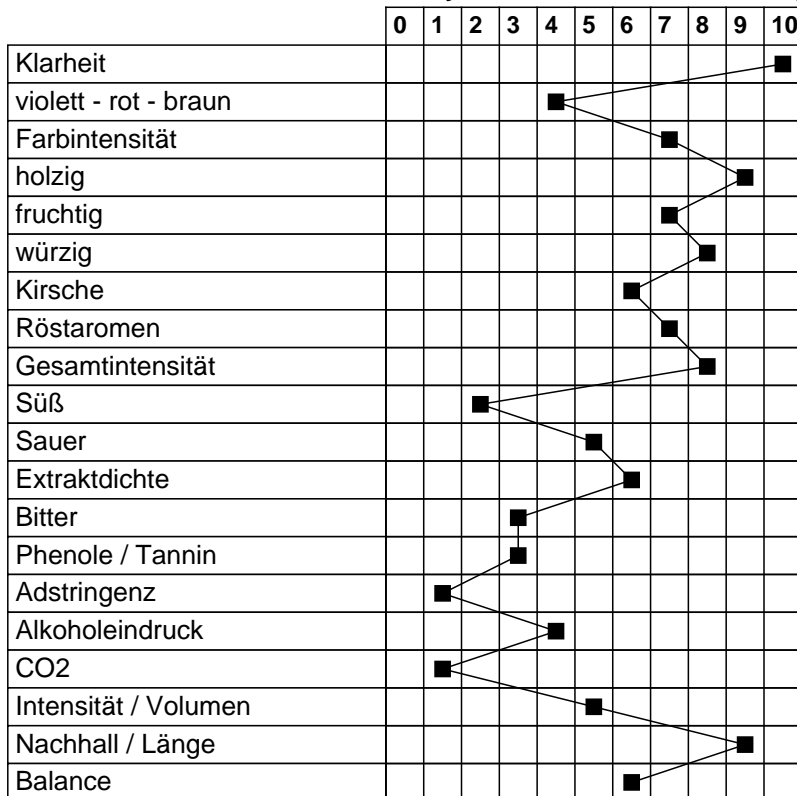 0 1 2 3 4 5 6 7 8 9 10
Klarheit
violett - rot - braun
Farbintensität
holzig
fruchtig
würzig
Kirsche
Röstaromen
Gesamtintensität
Süß
Sauer
Extraktdichte
Bitter
Phenole / Tannin
Adstringenz
Alkoholeindruck
CO2
Intensität / Volumen
Nachhall / Länge
Balance